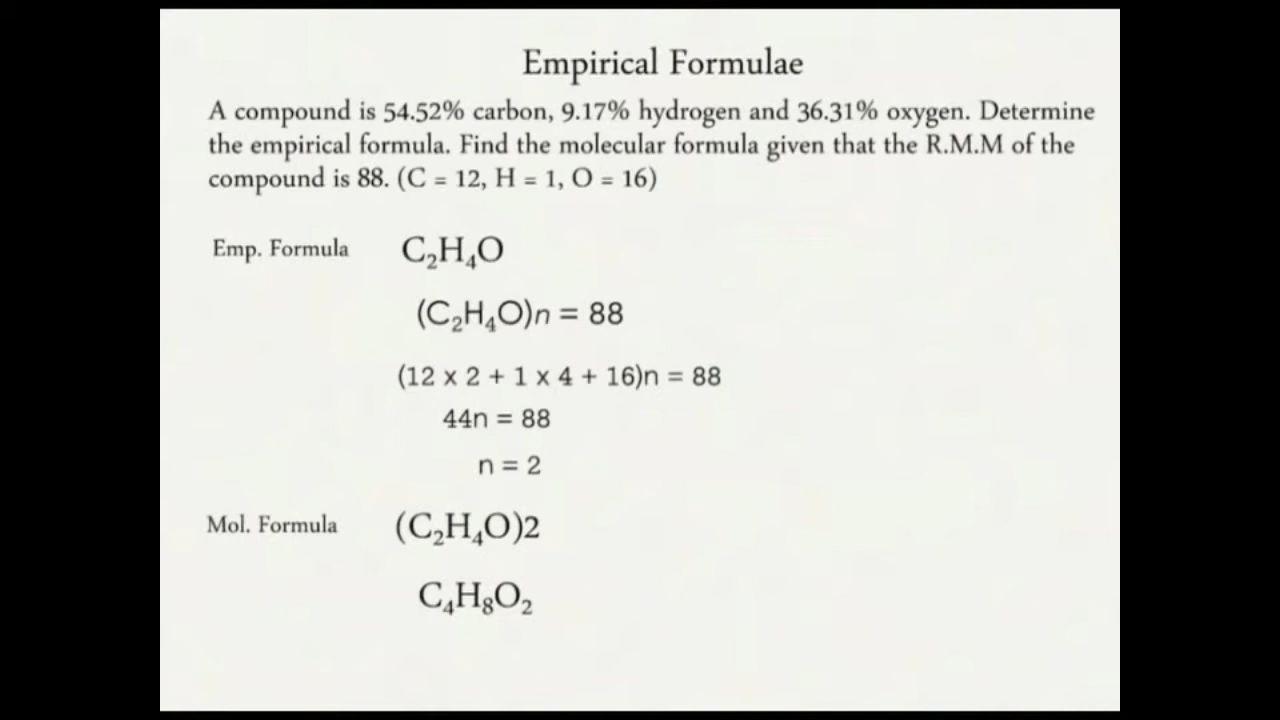 Empirical Formulae
A compound is 54.52% carbon, 9.17% hydrogen and 36.31% oxygen. Determine
the empirical formula. Find the molecular formula given that the R.M.M of the
compound is 88. (C = 12, H = 1, O = 16)
Emp. Formula C₂H₄O
(C₂H₄O)n = 88
(12 x 2 + 1 x 4 + 16)n = 88
44n = 88
n = 2
Mol. Formula (C₂H₄O)2
C₄H₈O₂